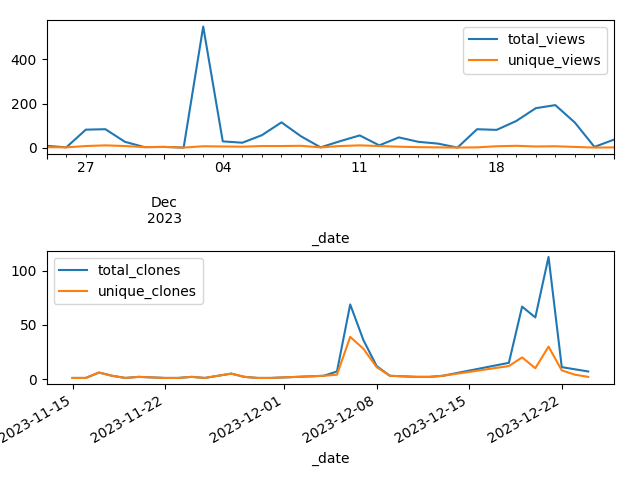 400
200
0
total_views
unique_views
27
04
11
18
Dec
2023
_date
100
50
0
total_clones
unique_clones
2023-11-15
2023-11-22
2023-12-01
2023-12-08
2023-12-15
2023-12-22
_date